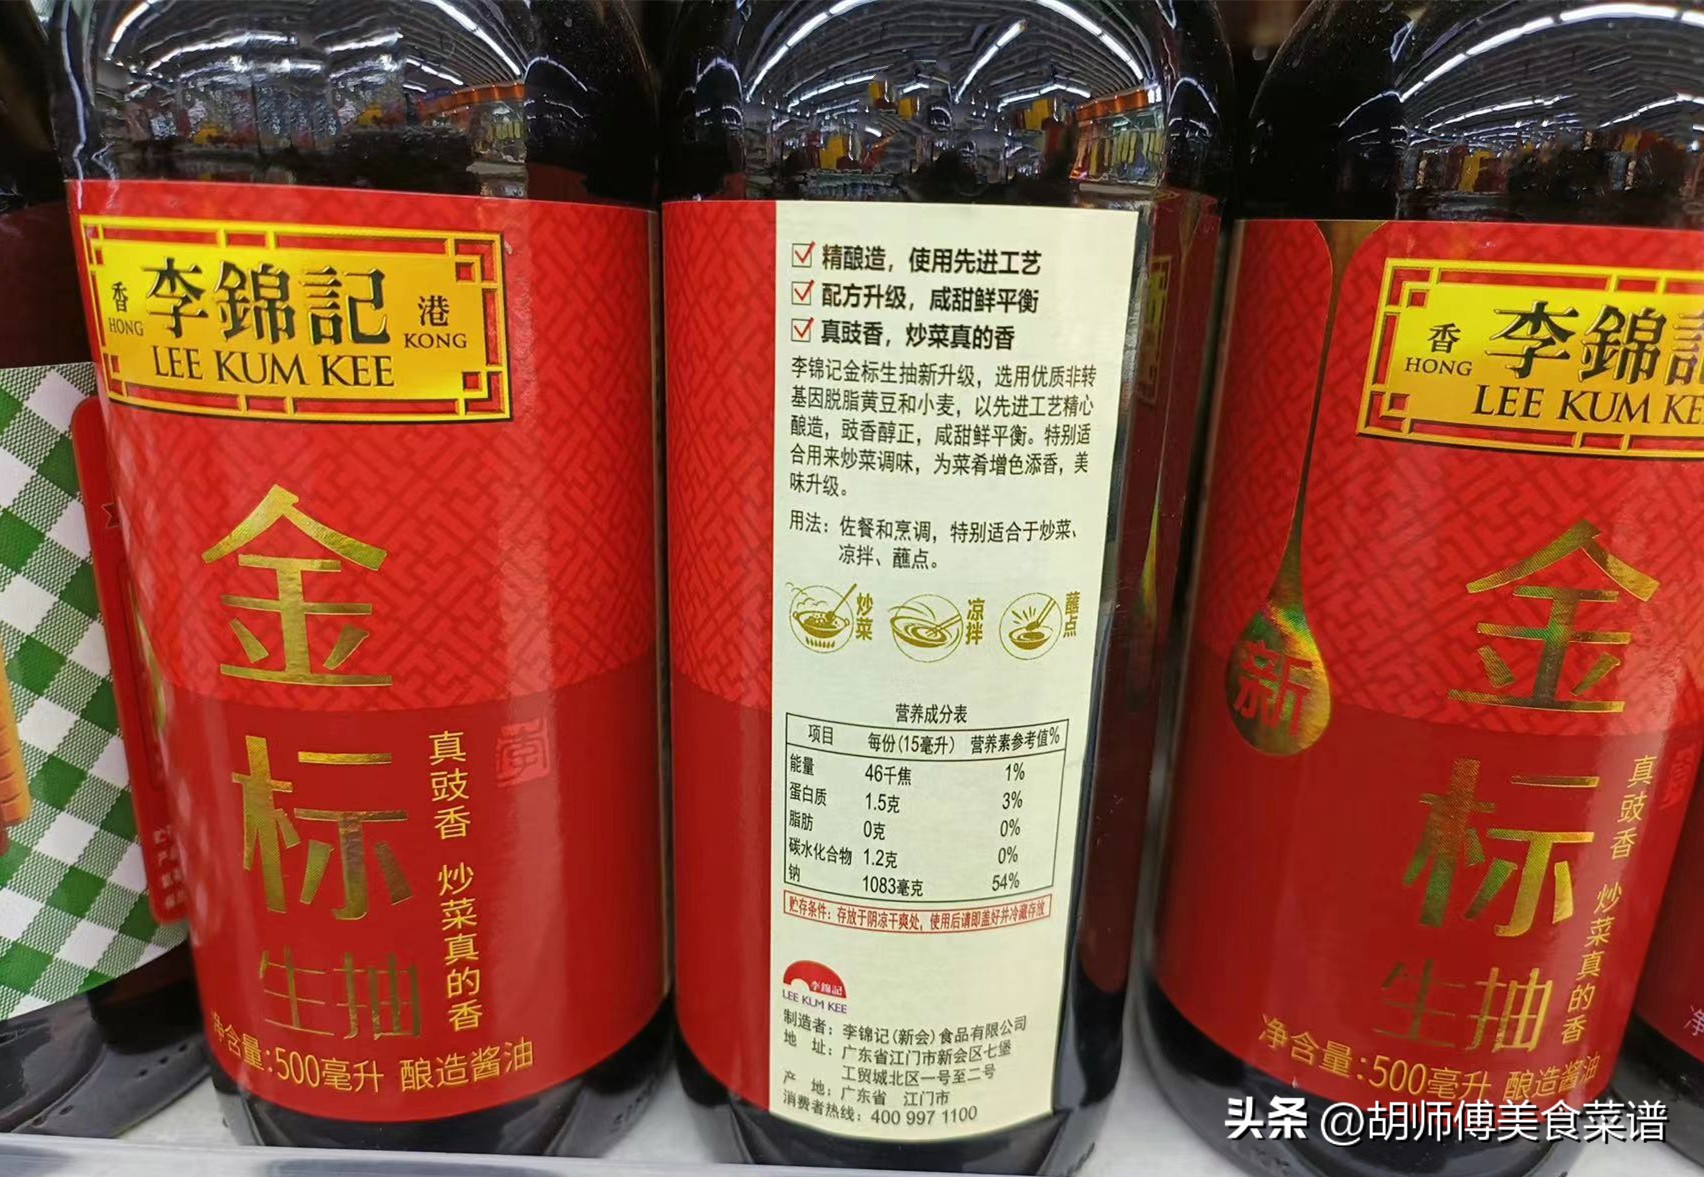 香 李錦記 港
HONG KONG
LEE KUM KEE
金标
生抽
真豉香 炒菜真的香
净含量:500毫升 酿造酱油
精酿造，使用先进工艺
配方升级，咸甜鲜平衡
真豉香，炒菜真的香
李锦记金标生抽新升级，选用优质非转
基因脱脂黄豆和小麦，以先进工艺精心
酿造，豉香醇正，咸甜鲜平衡。特别适
合用来炒菜调味，为菜肴增色添香，美
味升级。
用法：佐餐和烹调，特别适合于炒菜、
凉拌、蘸点。
炒菜 凉拌 蘸点
营养成分表
项目 每份(15毫升) 营养素参考值%
能量 46千焦 1%
蛋白质 1.5克 3%
脂肪 0克 0%
碳水化合物 1.2克 0%
钠 1083毫克 54%
贮存条件：存放于阴凉干爽处，使用后请即盖好并冷藏存放
李錦記
LEE KUM KEE
制造者：李锦记(新会)食品有限公司
地 址：广东省江门市新会区七堡
工贸城北区一号至二号
产 地：广东省 江门市
消费者热线：400 997 1100
香 李錦記
HONG
LEE KUM KE
新
金标
生抽
真豉香 炒菜真的香
净含量:500毫升 酿造酱油
头条 @胡师傅美食菜谱